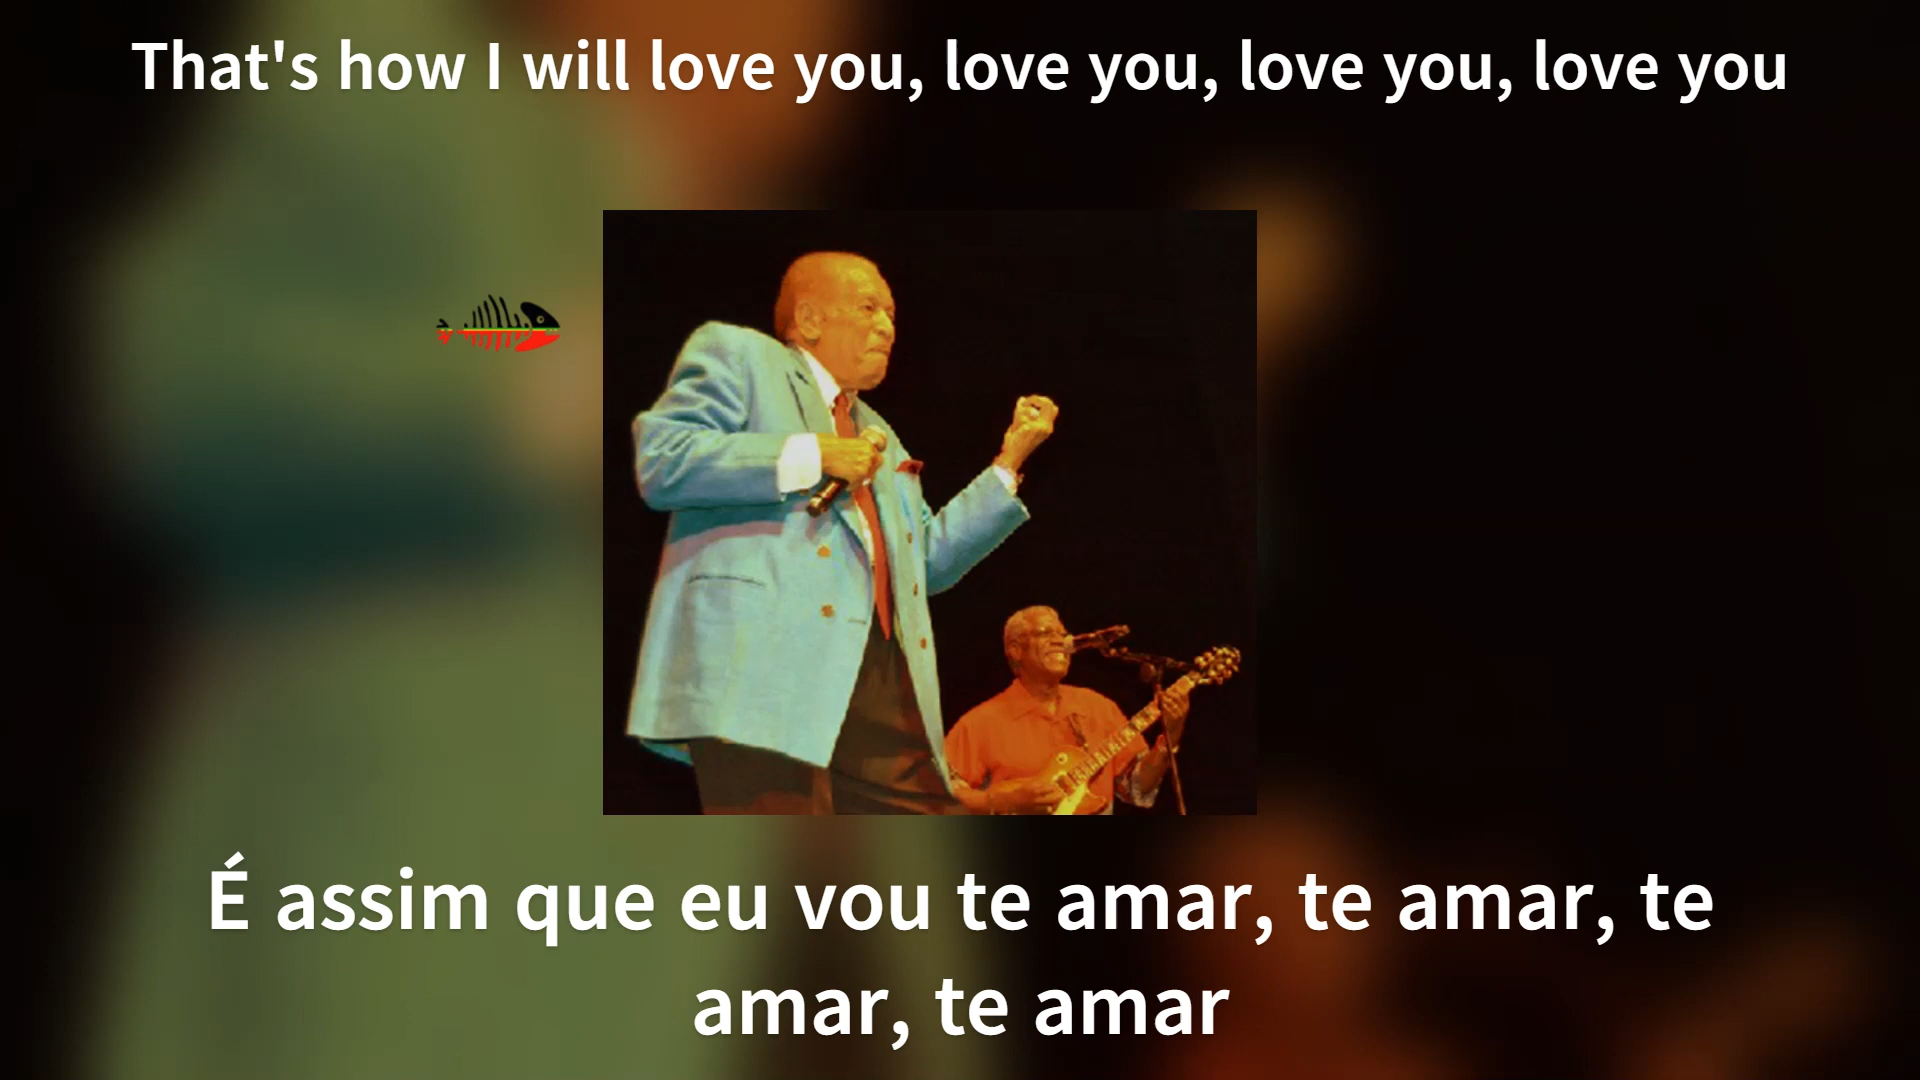 That's how I will love you, love you, love you, love you
É assim que eu vou te amar, te amar, te
amar, te amar